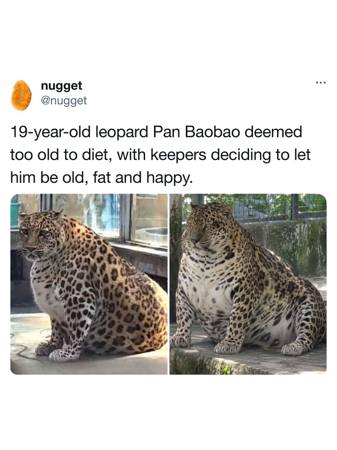 nugget
@nugget
19-year-old leopard Pan Baobao deemed
too old to diet, with keepers deciding to let
him be old, fat and happy.